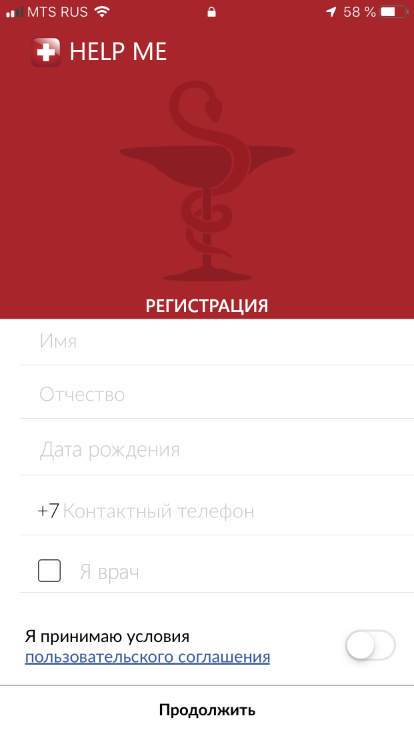 MTS RUS 58 %
HELP ME
РЕГИСТРАЦИЯ
Имя
Отчество
Дата рождения
+7 Контактный телефон
Я врач
Я принимаю условия
пользовательского соглашения
Продолжить